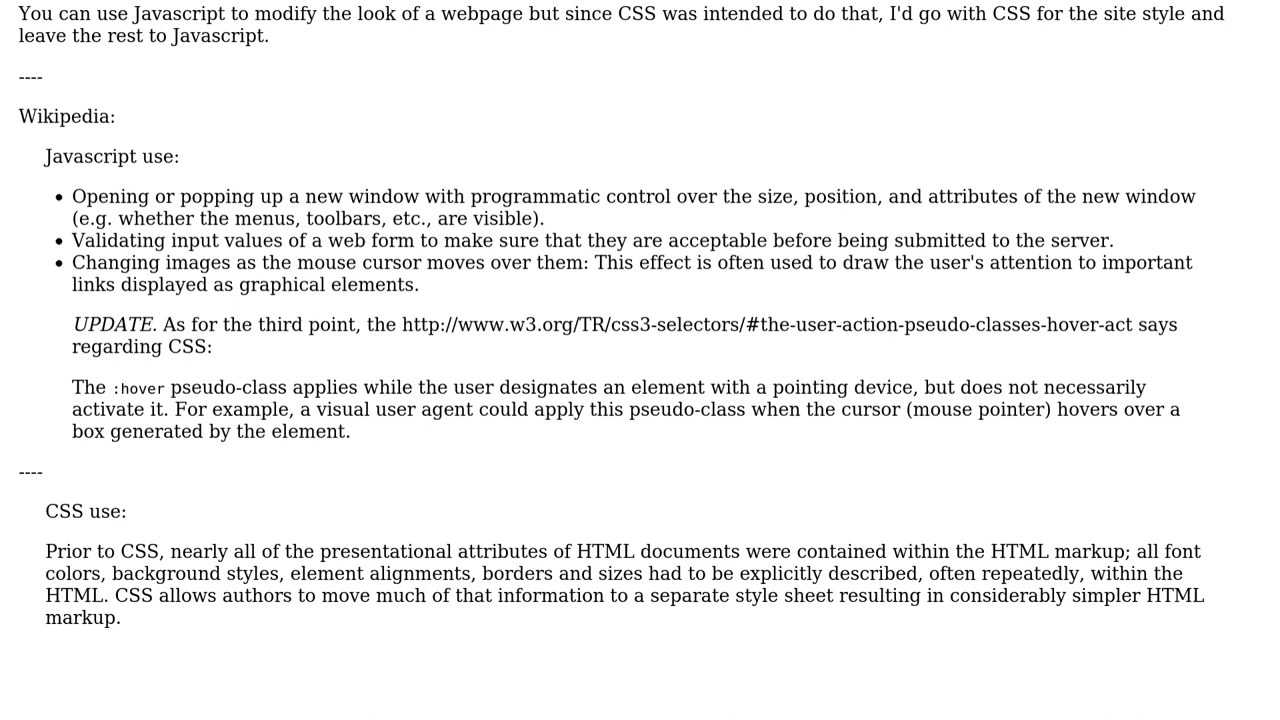 You can use Javascript to modify the look of a webpage but since CSS was intended to do that, I'd go with CSS for the site style and
leave the rest to Javascript.
----
Wikipedia:
Javascript use:
• Opening or popping up a new window with programmatic control over the size, position, and attributes of the new window
(e.g. whether the menus, toolbars, etc., are visible).
• Validating input values of a web form to make sure that they are acceptable before being submitted to the server.
• Changing images as the mouse cursor moves over them: This effect is often used to draw the user's attention to important
links displayed as graphical elements.
UPDATE. As for the third point, the http://www.w3.org/TR/css3-selectors/#the-user-action-pseudo-classes-hover-act says
regarding CSS:
The :hover pseudo-class applies while the user designates an element with a pointing device, but does not necessarily
activate it. For example, a visual user agent could apply this pseudo-class when the cursor (mouse pointer) hovers over a
box generated by the element.
----
CSS use:
Prior to CSS, nearly all of the presentational attributes of HTML documents were contained within the HTML markup; all font
colors, background styles, element alignments, borders and sizes had to be explicitly described, often repeatedly, within the
HTML. CSS allows authors to move much of that information to a separate style sheet resulting in considerably simpler HTML
markup.